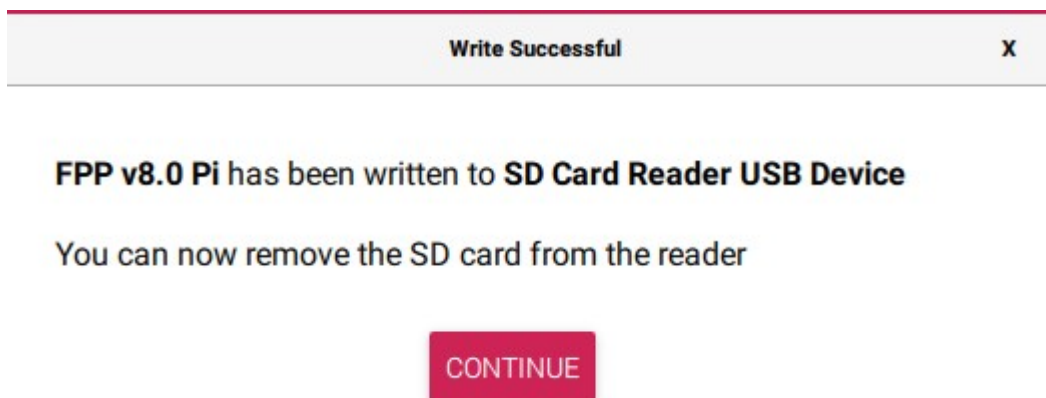 Write Successful X
FPP v8.0 Pi has been written to SD Card Reader USB Device
You can now remove the SD card from the reader
CONTINUE